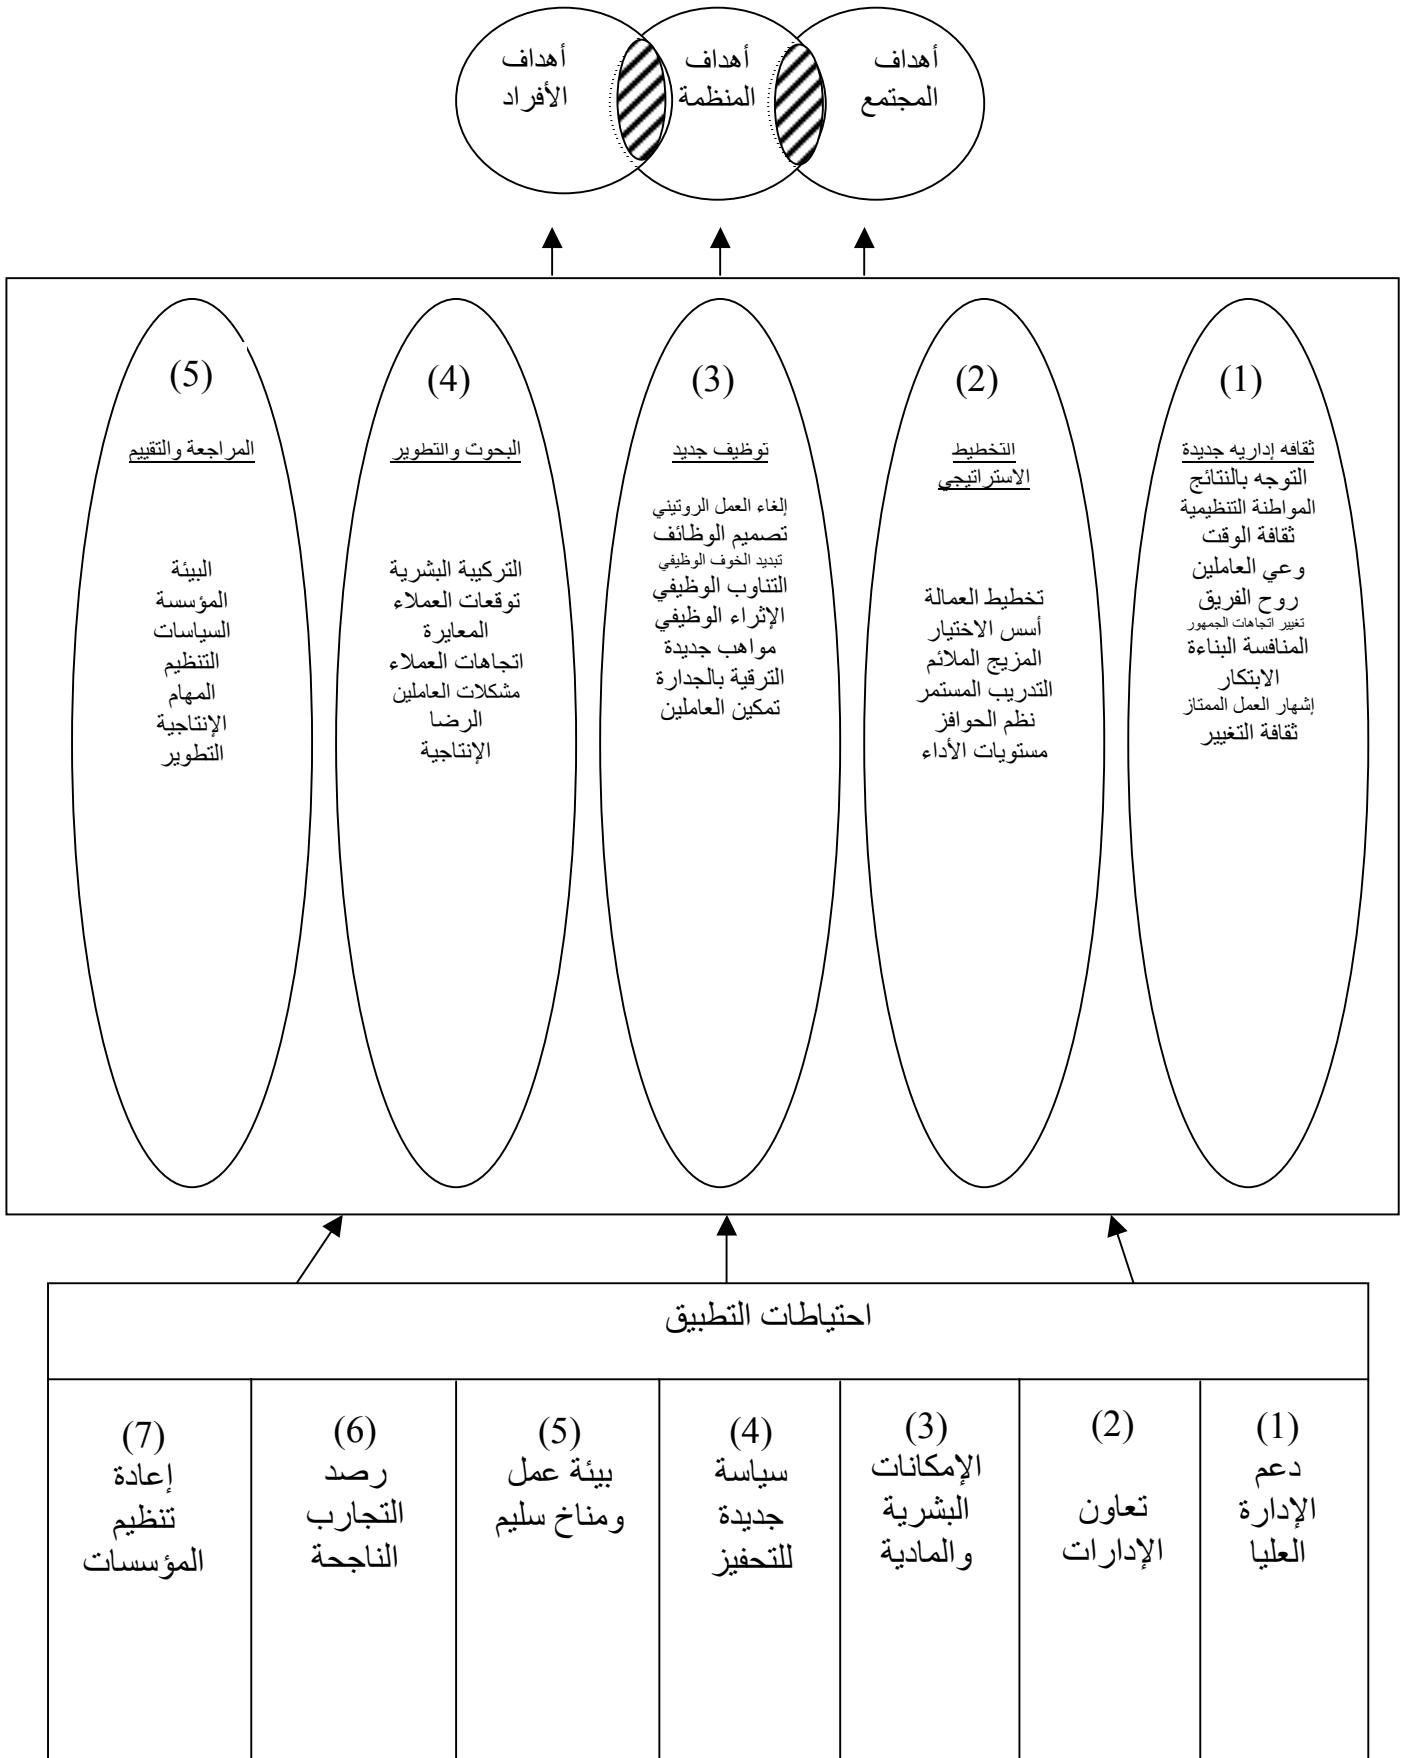 أهداف
المجتمع
أهداف
المنظمة
أهداف
الأفراد
(1)
ثقافه إداريه جديدة
التوجه بالنتائج
المواطنة التنظيمية
ثقافة الوقت
وعي العاملين
روح الفريق
تغيير اتجاهات الجمهور
المنافسة البناءة
الابتكار
إشهار العمل الممتاز
ثقافة التغيير
(2)
التخطيط
الاستراتيجي
تخطيط العمالة
أسس الاختيار
المزيج الملائم
التدريب المستمر
نظم الحوافز
مستويات الأداء
(3)
توظيف جديد
إلغاء العمل الروتيني
تصميم الوظائف
تبديد الخوف الوظيفي
التناوب الوظيفي
الإثراء الوظيفي
مواهب جديدة
الترقية بالجدارة
تمكين العاملين
(4)
البحوث والتطوير
التركيبة البشرية
توقعات العملاء
المعايرة
اتجاهات العملاء
مشكلات العاملين
الرضا
الإنتاجية
(5)
المراجعة والتقييم
البيئة
المؤسسة
السياسات
التنظيم
المهام
الإنتاجية
التطوير
احتياطات التطبيق
(1)
دعم
الإدارة
العليا
(2)
تعاون
الإدارات
(3)
الإمكانات
البشرية
والمادية
(4)
سياسة
جديدة
للتحفيز
(5)
بيئة عمل
ومناخ سليم
(6)
رصد
التجارب
الناجحة
(7)
إعادة
تنظيم
المؤسسات